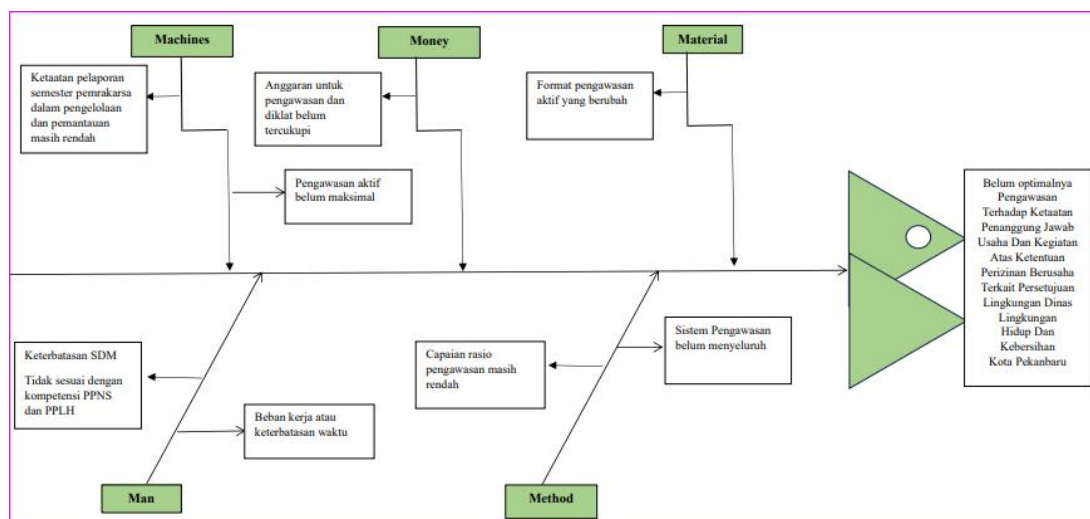 Machines
Money
Material
Ketaatan pelaporan
semester pemrakarsa
dalam pengelolaan
dan pemantauan
masih rendah
Anggaran untuk
pengawasan dan
diklat belum
tercukupi
Format pengawasan
aktif yang berubah
Pengawasan aktif
belum maksimal
Belum optimalnya
Pengawasan
Terhadap Ketaatan
Penanggung Jawab
Usaha Dan Kegiatan
Atas Ketentuan
Perizinan Berusaha
Terkait Persetujuan
Lingkungan Dinas
Lingkungan
Hidup Dan
Kebersihan
Kota Pekanbaru
Keterbatasan SDM
Tidak sesuai dengan
kompetensi PPNS
dan PPLH
Beban kerja atau
keterbatasan waktu
Capaian rasio
pengawasan masih
rendah
Sistem Pengawasan
belum menyeluruh
Man
Method